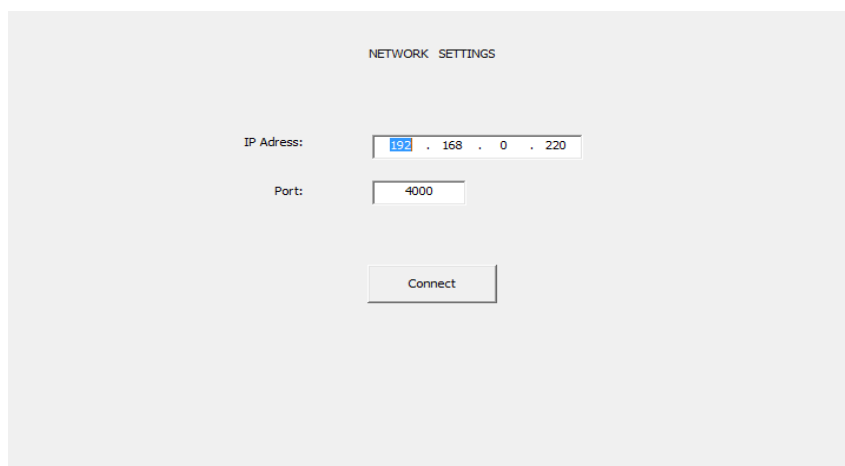 NETWORK SETTINGS
IP Adress: 192 . 168 . 0 . 220
Port: 4000
Connect